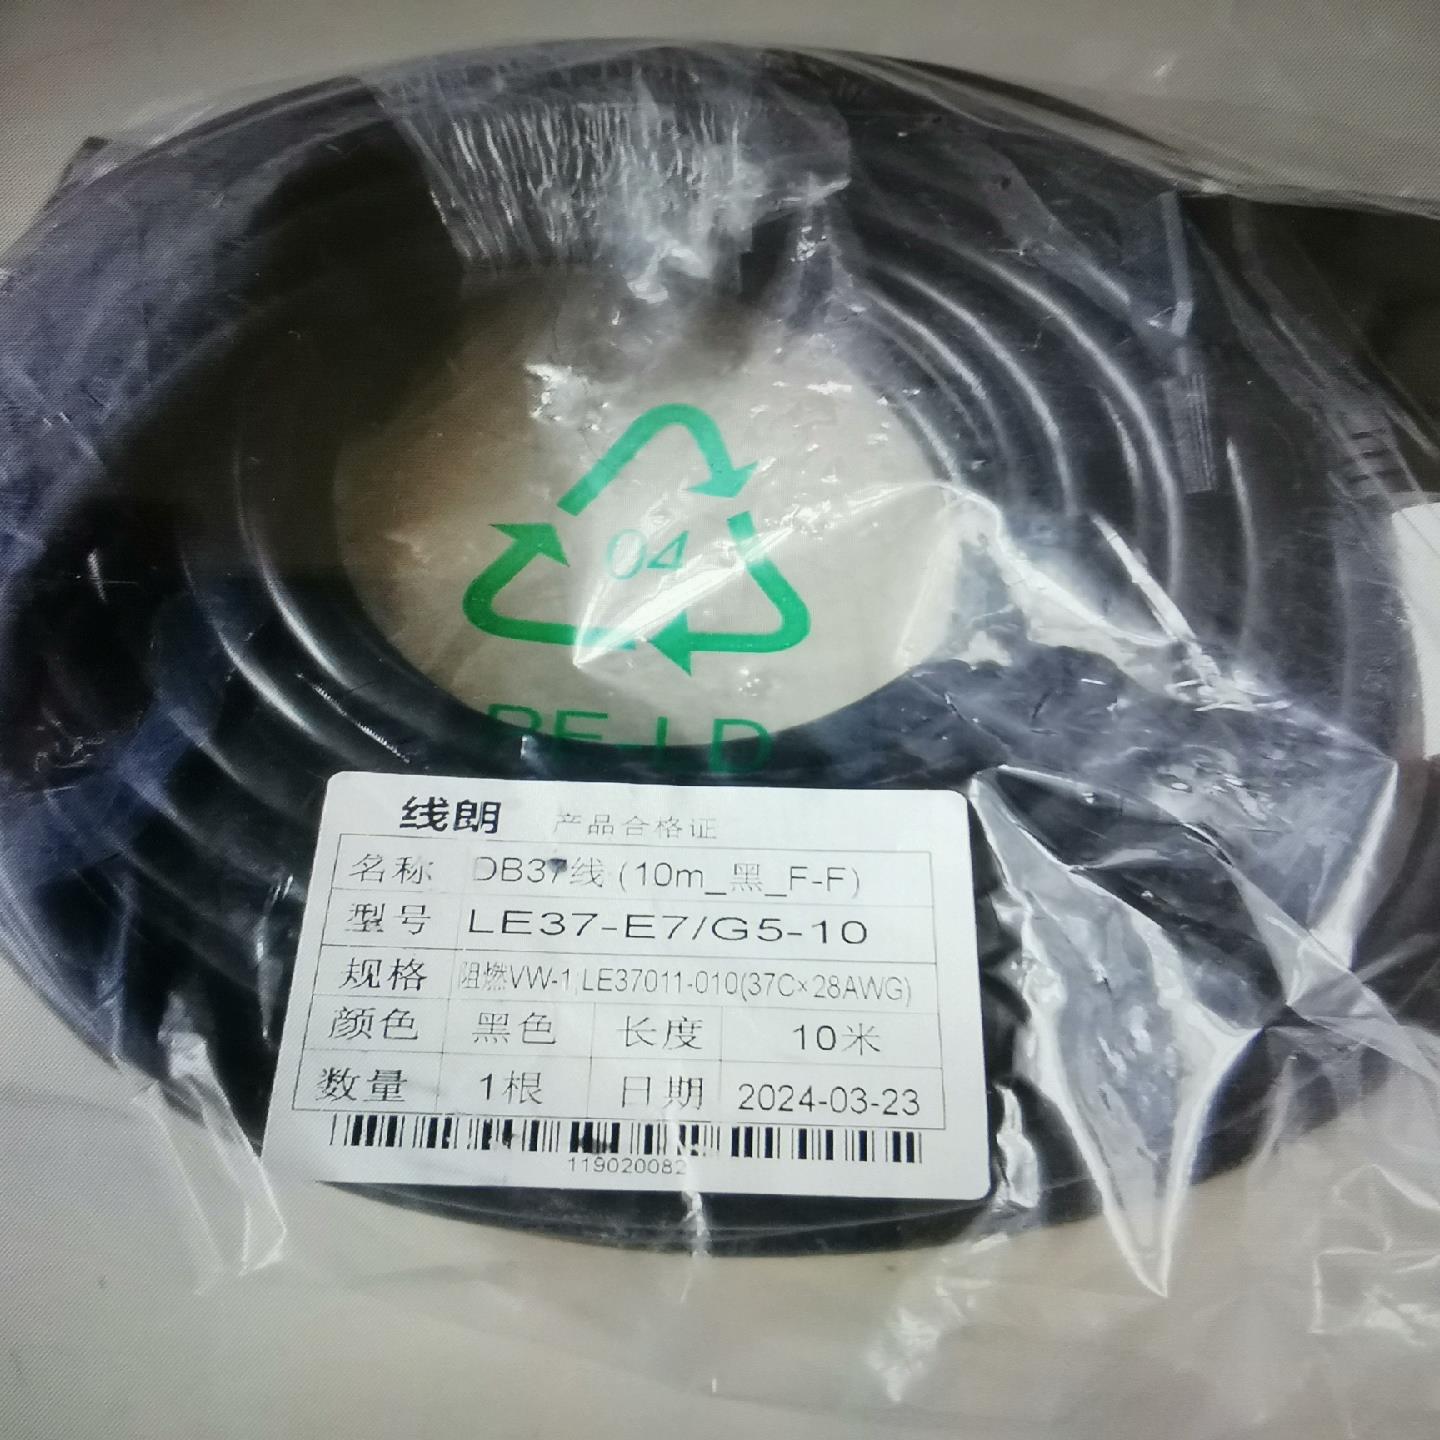 04
PE-LD
线朗 产品合格证
名称 DB37线 (10m_黑_F-F)
型号 LE37-E7/G5-10
规格 阻燃VW-1,LE37011-010(37C×28AWG)
颜色 黑色 长度 10米
数量 1根 日期 2024-03-23
119020082